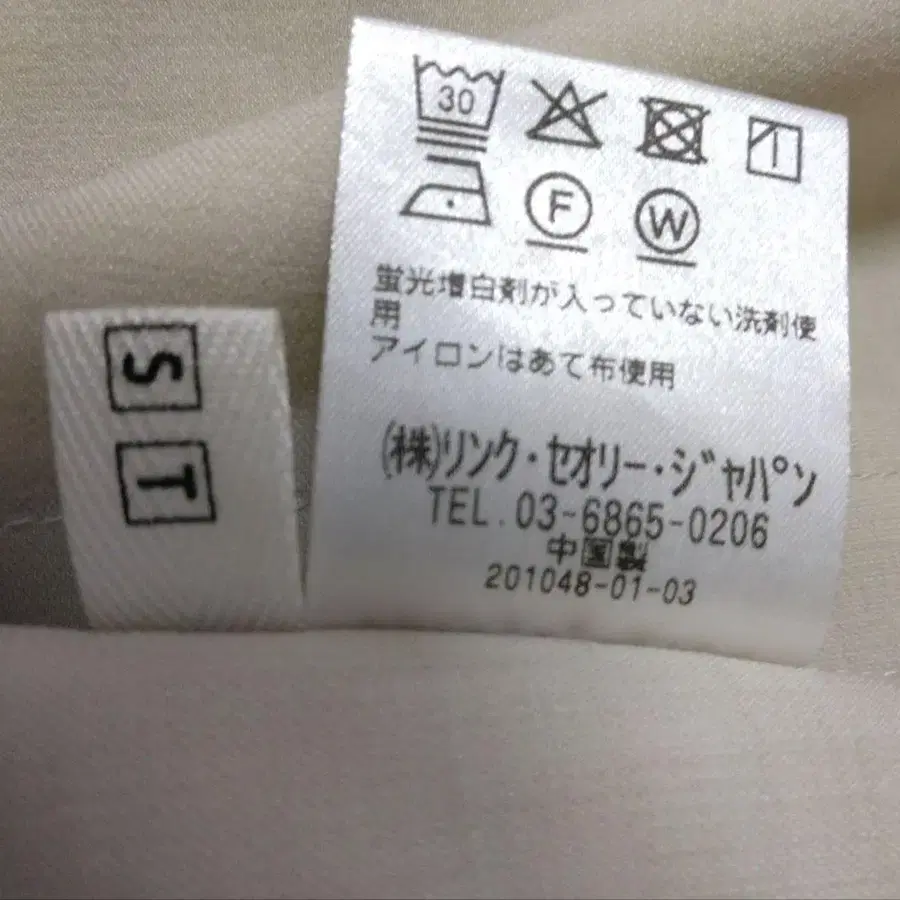 30
F W
蛍光増白剤が入っていない洗剤使
用
アイロンはあて布使用
(株)リンク・セオリー・ジャパン
TEL.03-6865-0206
中国製
201048-01-03
S
T